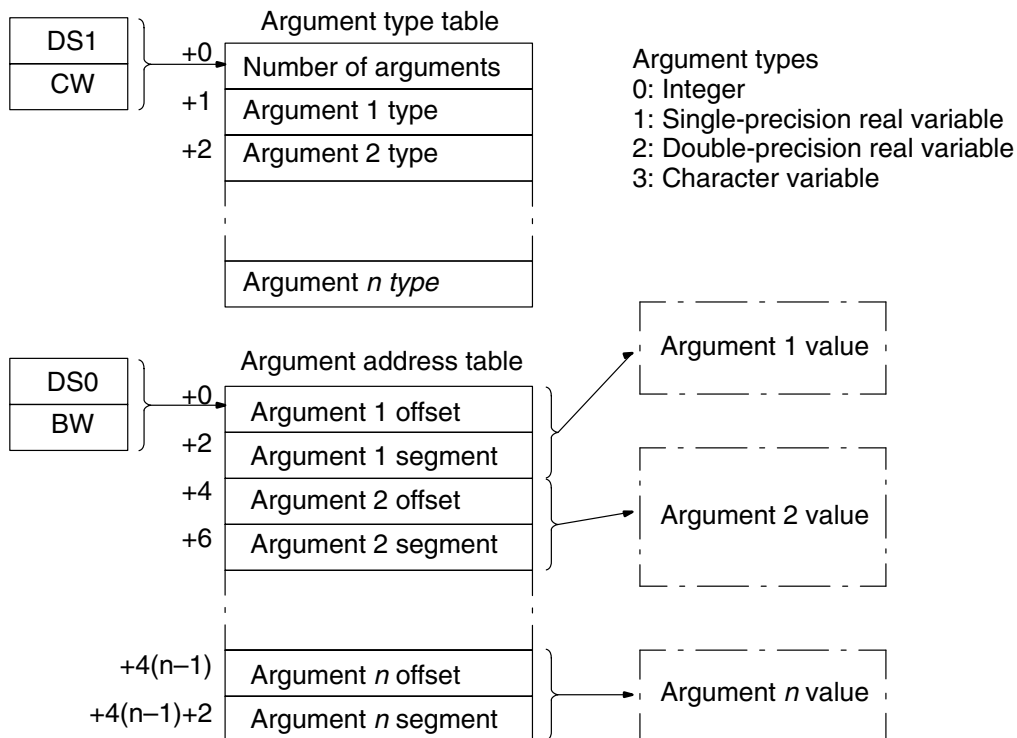 Argument type table
DS1
CW
+0
Number of arguments
+1
Argument 1 type
+2
Argument 2 type
Argument n type
Argument types
0: Integer
1: Single-precision real variable
2: Double-precision real variable
3: Character variable
Argument address table
DS0
BW
+0
Argument 1 offset
+2
Argument 1 segment
+4
Argument 2 offset
+6
Argument 2 segment
+4(n–1)
Argument n offset
+4(n–1)+2
Argument n segment
Argument 1 value
Argument 2 value
Argument n value